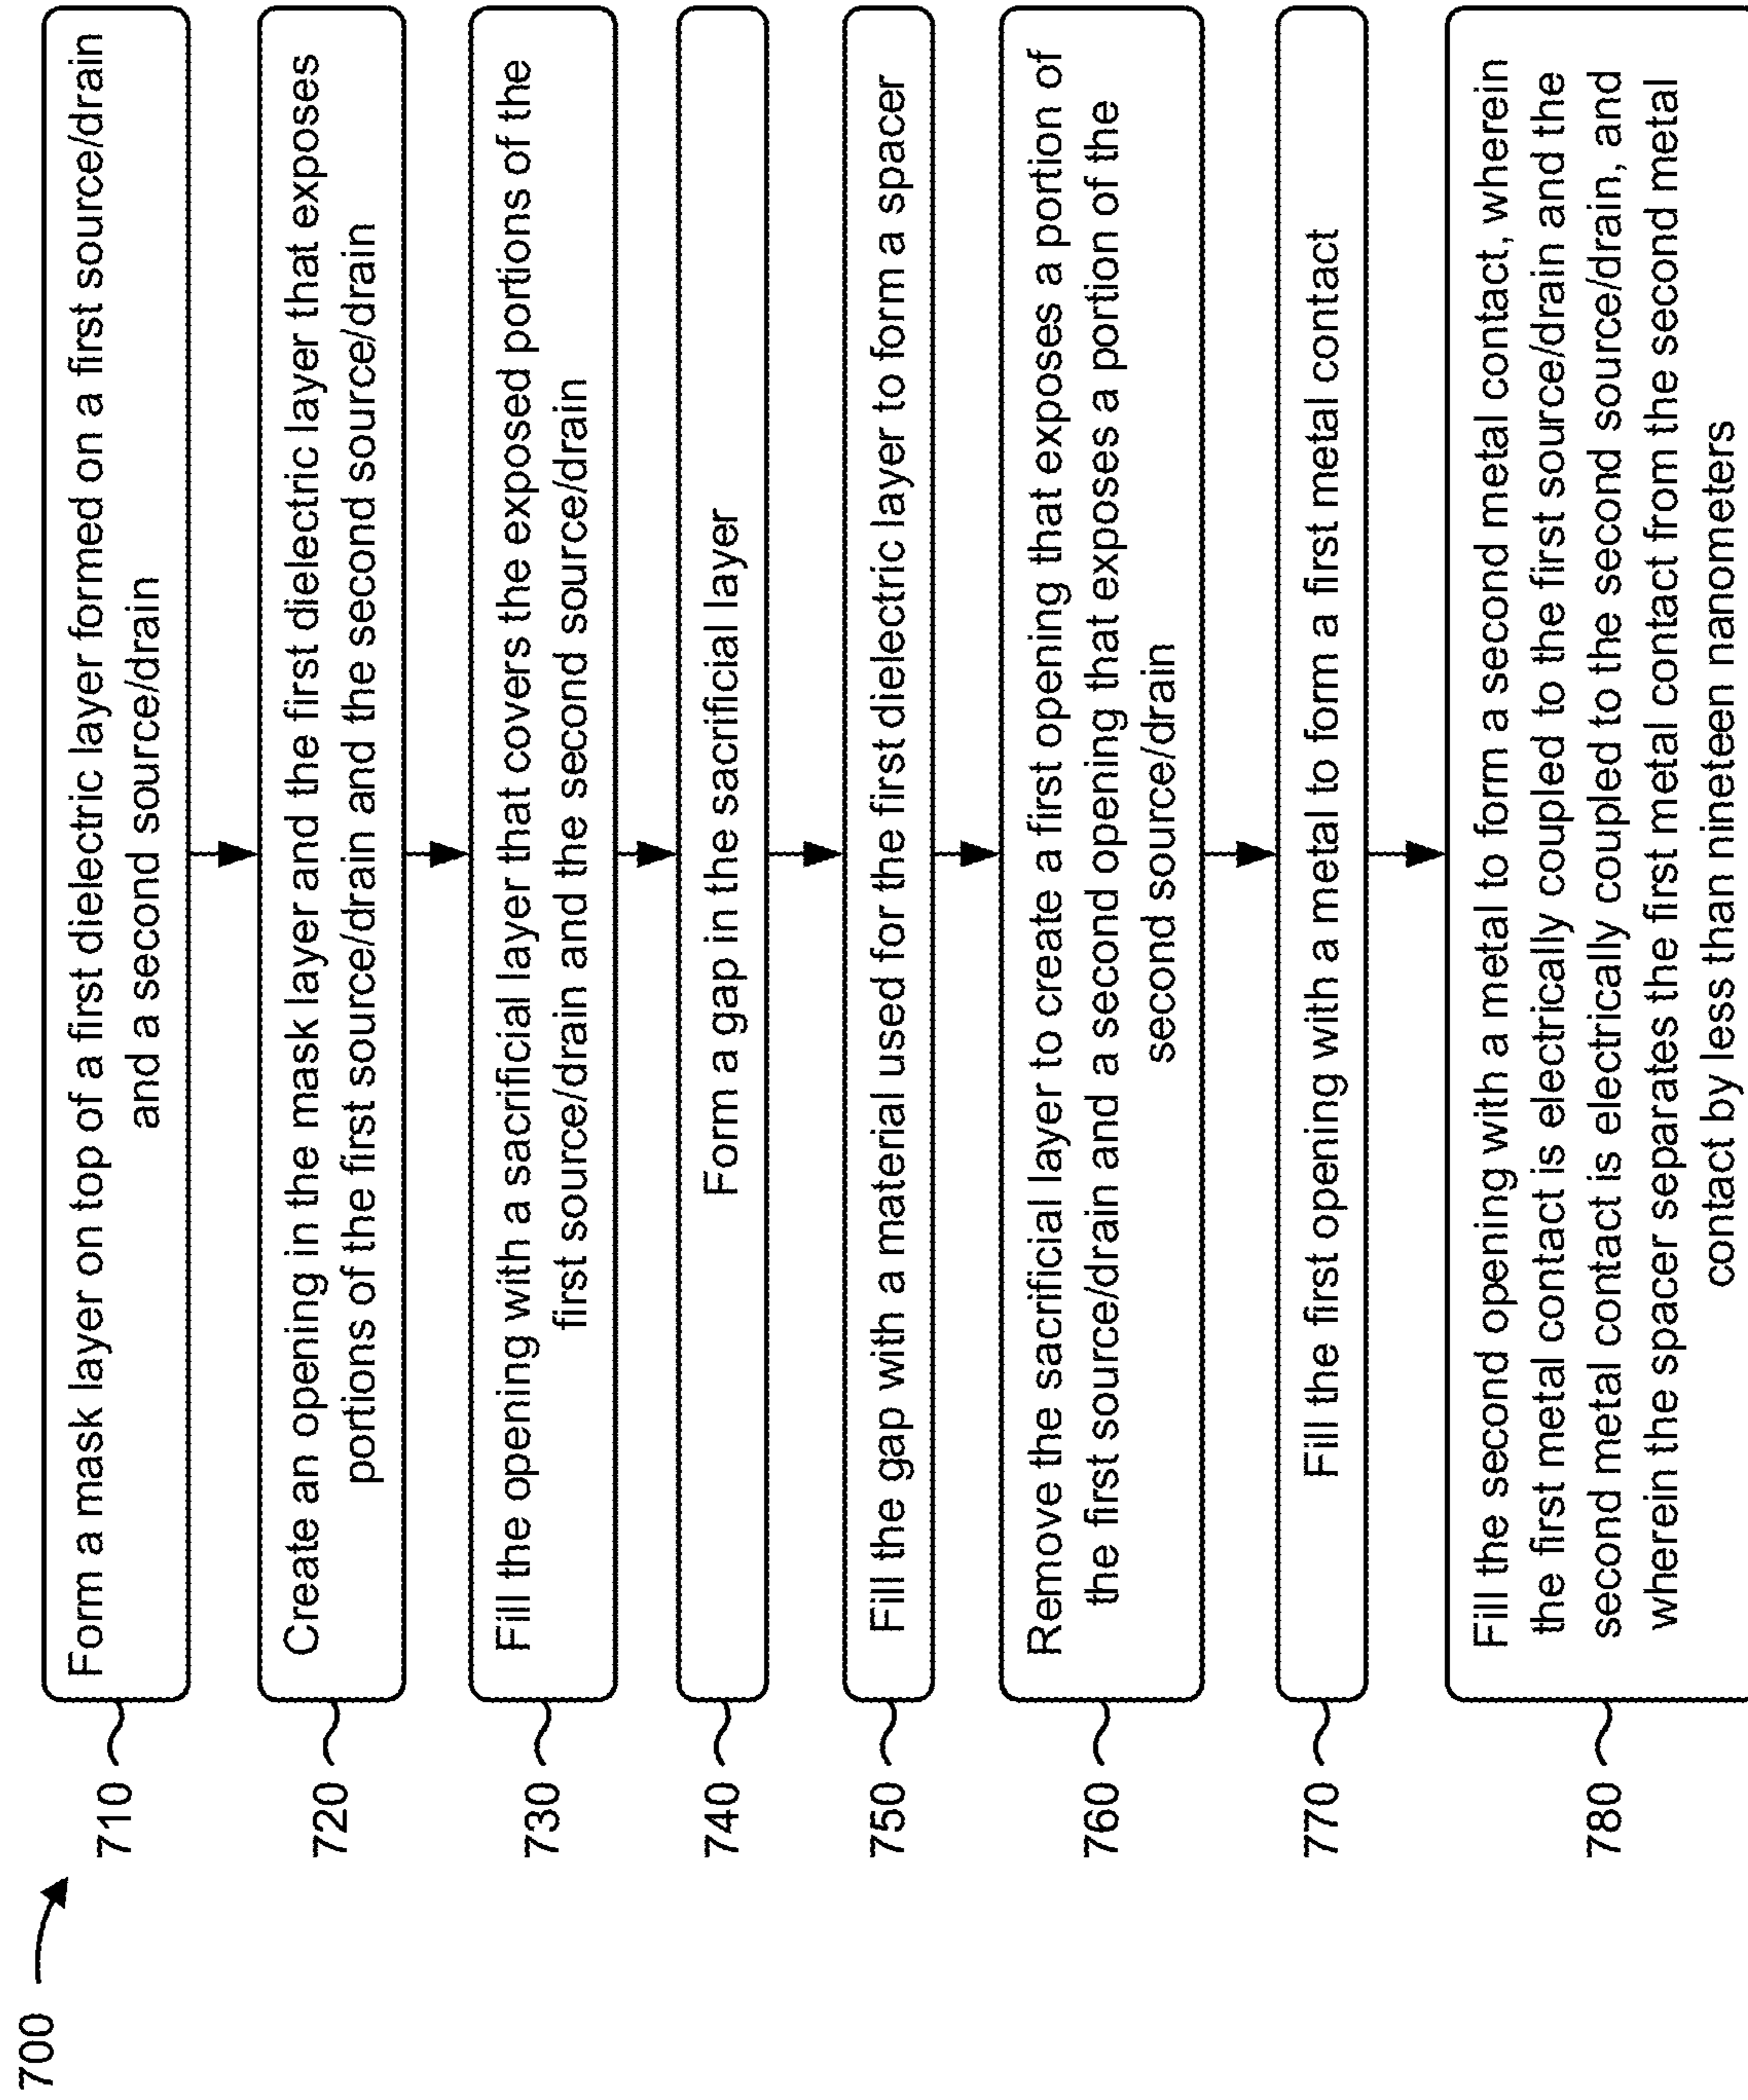 700
710
Form a mask layer on top of a first dielectric layer formed on a first source/drain
and a second source/drain
720
Create an opening in the mask layer and the first dielectric layer that exposes
portions of the first source/drain and the second source/drain
730
Fill the opening with a sacrificial layer that covers the exposed portions of the
first source/drain and the second source/drain
740
Form a gap in the sacrificial layer
750
Fill the gap with a material used for the first dielectric layer to form a spacer
760
Remove the sacrificial layer to create a first opening that exposes a portion of
the first source/drain and a second opening that exposes a portion of the
second source/drain
770
Fill the first opening with a metal to form a first metal contact
780
Fill the second opening with a metal to form a second metal contact, wherein
the first metal contact is electrically coupled to the first source/drain and the
second metal contact is electrically coupled to the second source/drain, and
wherein the spacer separates the first metal contact from the second metal
contact by less than nineteen nanometers